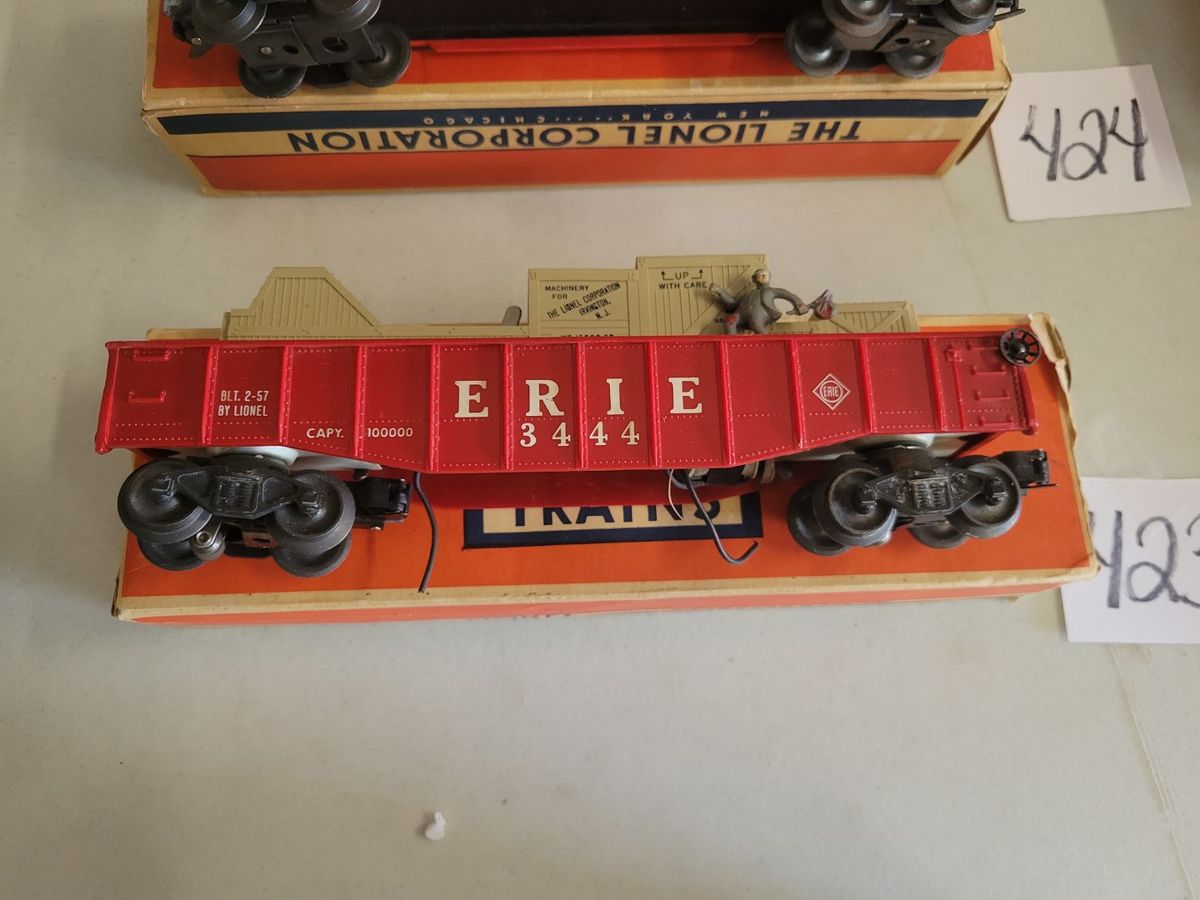 THE LIONEL CORPORATION
NEW YORK CHICAGO
424
UP
WITH CARE
MACHINERY
FOR
THE LIONEL CORPORATION
IRVINGTON,
N.J.
BLT. 2-57
BY LIONEL
CAPY. 100000
ERIE
3444
ERIE
TRAINS
423